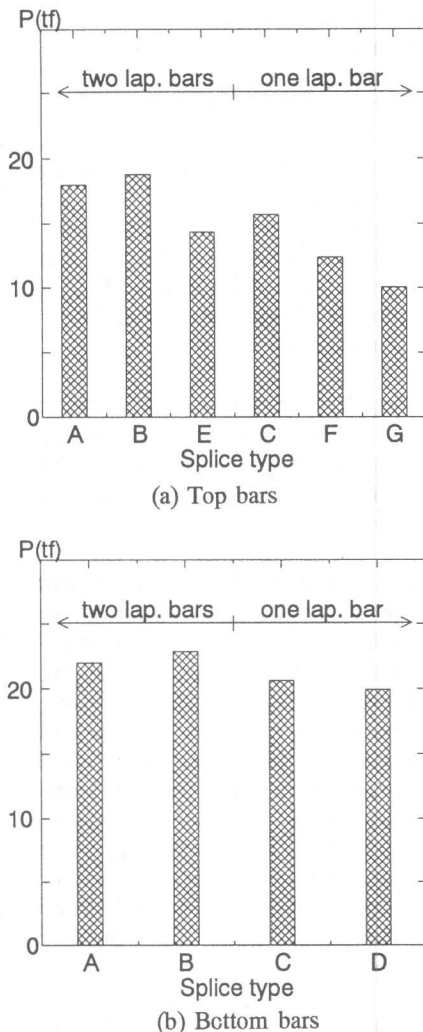 P(tf)
two lap. bars one lap. bar
20
10
0
A B E C F G
Splice type
(a) Top bars
P(tf)
two lap. bars one lap. bar
20
10
0
A B C D
Splice type
(b) Bottom bars